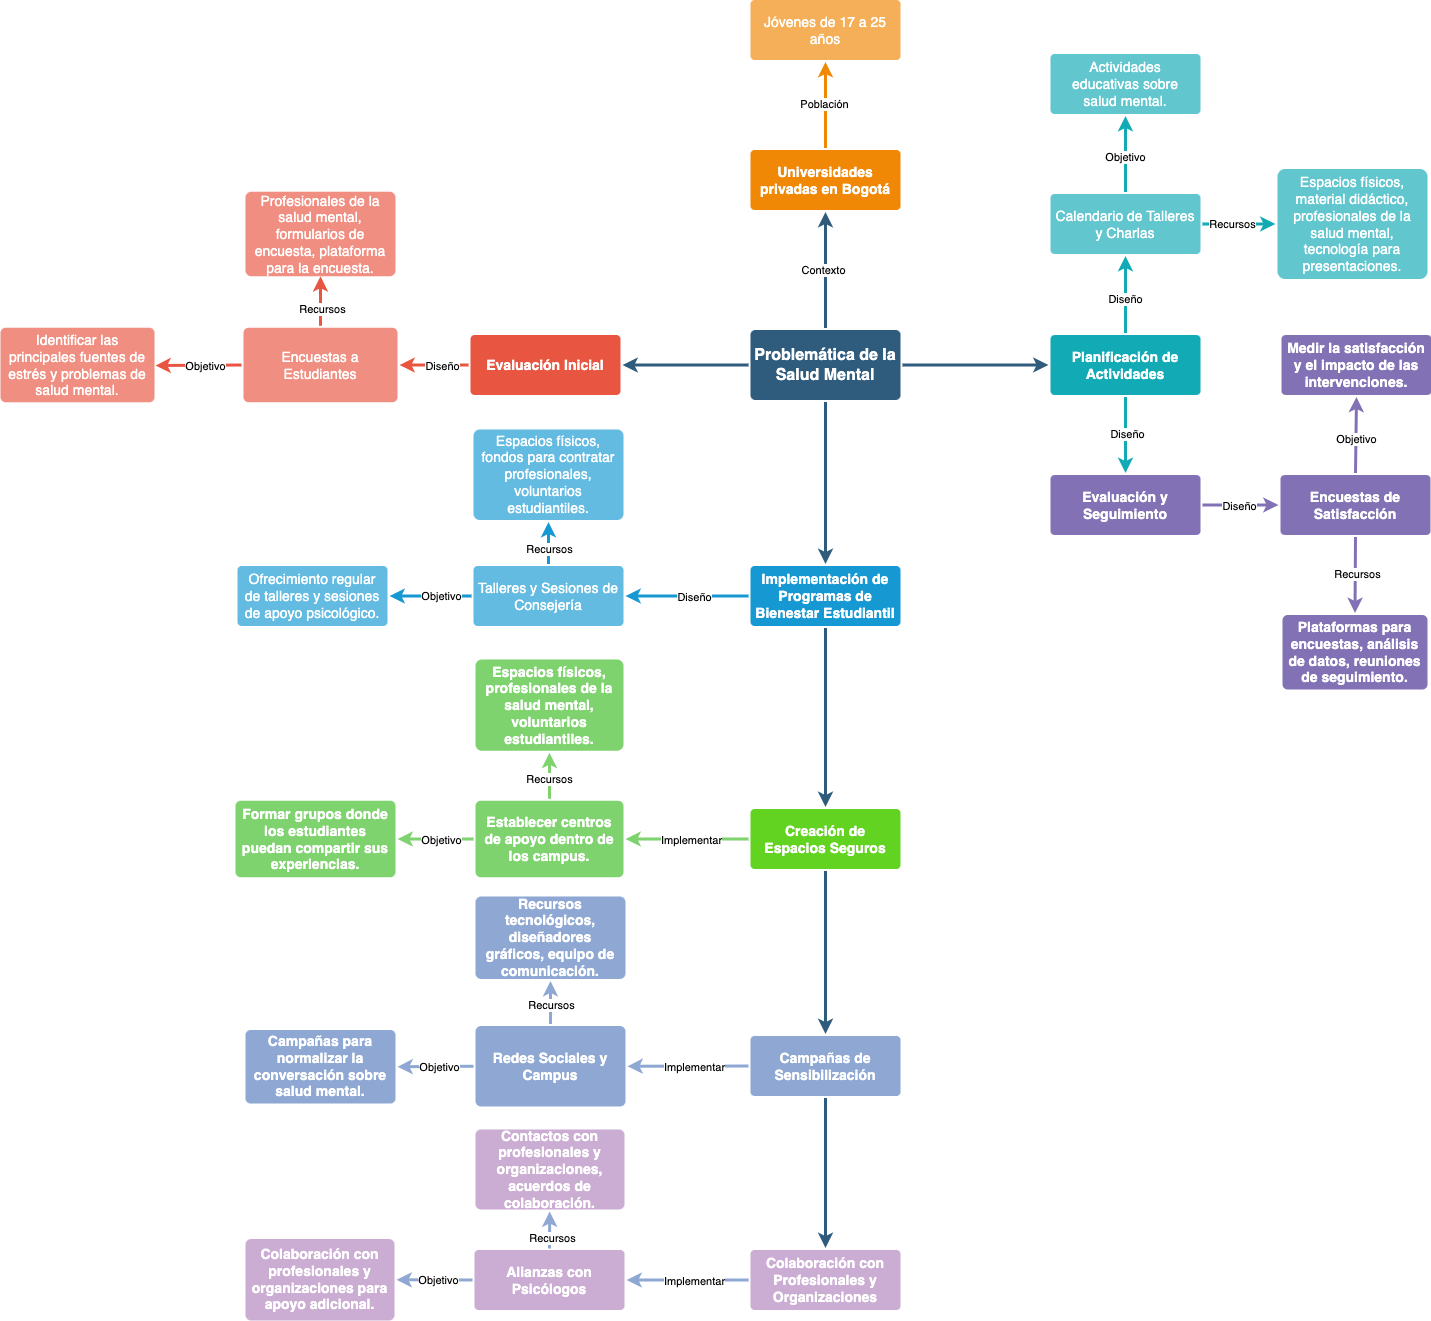 Jóvenes de 17 a 25
años
Población
Universidades
privadas en Bogotá
Contexto
Problemática de la
Salud Mental
Actividades
educativas sobre
salud mental.
Objetivo
Calendario de Talleres
y Charlas
Recursos
Espacios físicos,
material didáctico,
profesionales de la
salud mental,
tecnología para
presentaciones.
Diseño
Planificación de
Actividades
Diseño
Evaluación y
Seguimiento
Diseño
Encuestas de
Satisfacción
Objetivo
Medir la satisfacción
y el impacto de las
intervenciones.
Recursos
Plataformas para
encuestas, análisis
de datos, reuniones
de seguimiento.
Evaluación Inicial
Diseño
Encuestas a
Estudiantes
Recursos
Profesionales de la
salud mental,
formularios de
encuesta, plataforma
para la encuesta.
Objetivo
Identificar las
principales fuentes de
estrés y problemas de
salud mental.
Implementación de
Programas de
Bienestar Estudiantil
Diseño
Talleres y Sesiones de
Consejería
Recursos
Espacios físicos,
fondos para contratar
profesionales,
voluntarios
estudiantiles.
Objetivo
Ofrecimiento regular
de talleres y sesiones
de apoyo psicológico.
Creación de
Espacios Seguros
Implementar
Establecer centros
de apoyo dentro de
los campus.
Recursos
Espacios físicos,
profesionales de la
salud mental,
voluntarios
estudiantiles.
Objetivo
Formar grupos donde
los estudiantes
puedan compartir sus
experiencias.
Campañas de
Sensibilización
Implementar
Redes Sociales y
Campus
Recursos
Recursos
tecnológicos,
diseñadores
gráficos, equipo de
comunicación.
Objetivo
Campañas para
normalizar la
conversación sobre
salud mental.
Colaboración con
Profesionales y
Organizaciones
Implementar
Alianzas con
Psicólogos
Recursos
Contactos con
profesionales y
organizaciones,
acuerdos de
colaboración.
Objetivo
Colaboración con
profesionales y
organizaciones para
apoyo adicional.